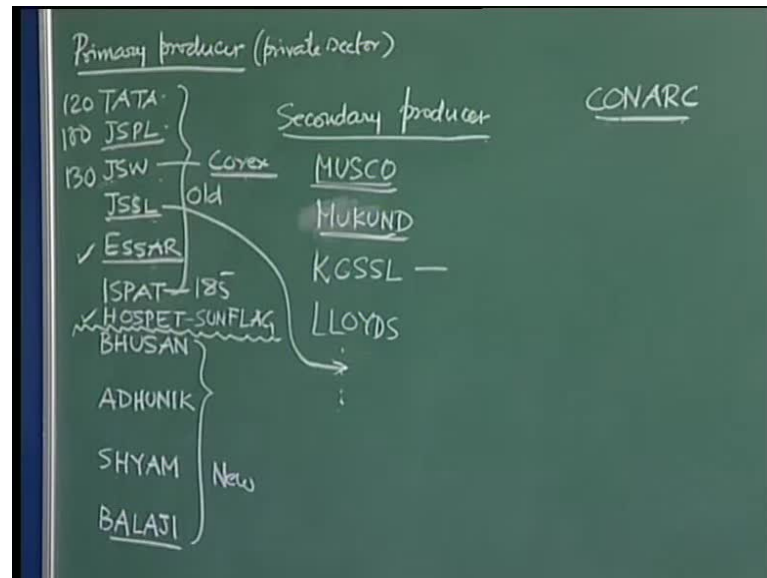 Primary producer (private sector)
120 TATA
180 JSPL
130 JSW — Corex
JSSL
Old
✓ ESSAR
ISPAT — 185
✓ HOSPET-SUNFLAG
BHUSAN
ADHUNIK
SHYAM
New
BALAJI
Secondary producer
MUSCO
MUKUND
KGSSL —
LLOYDS
CONARC